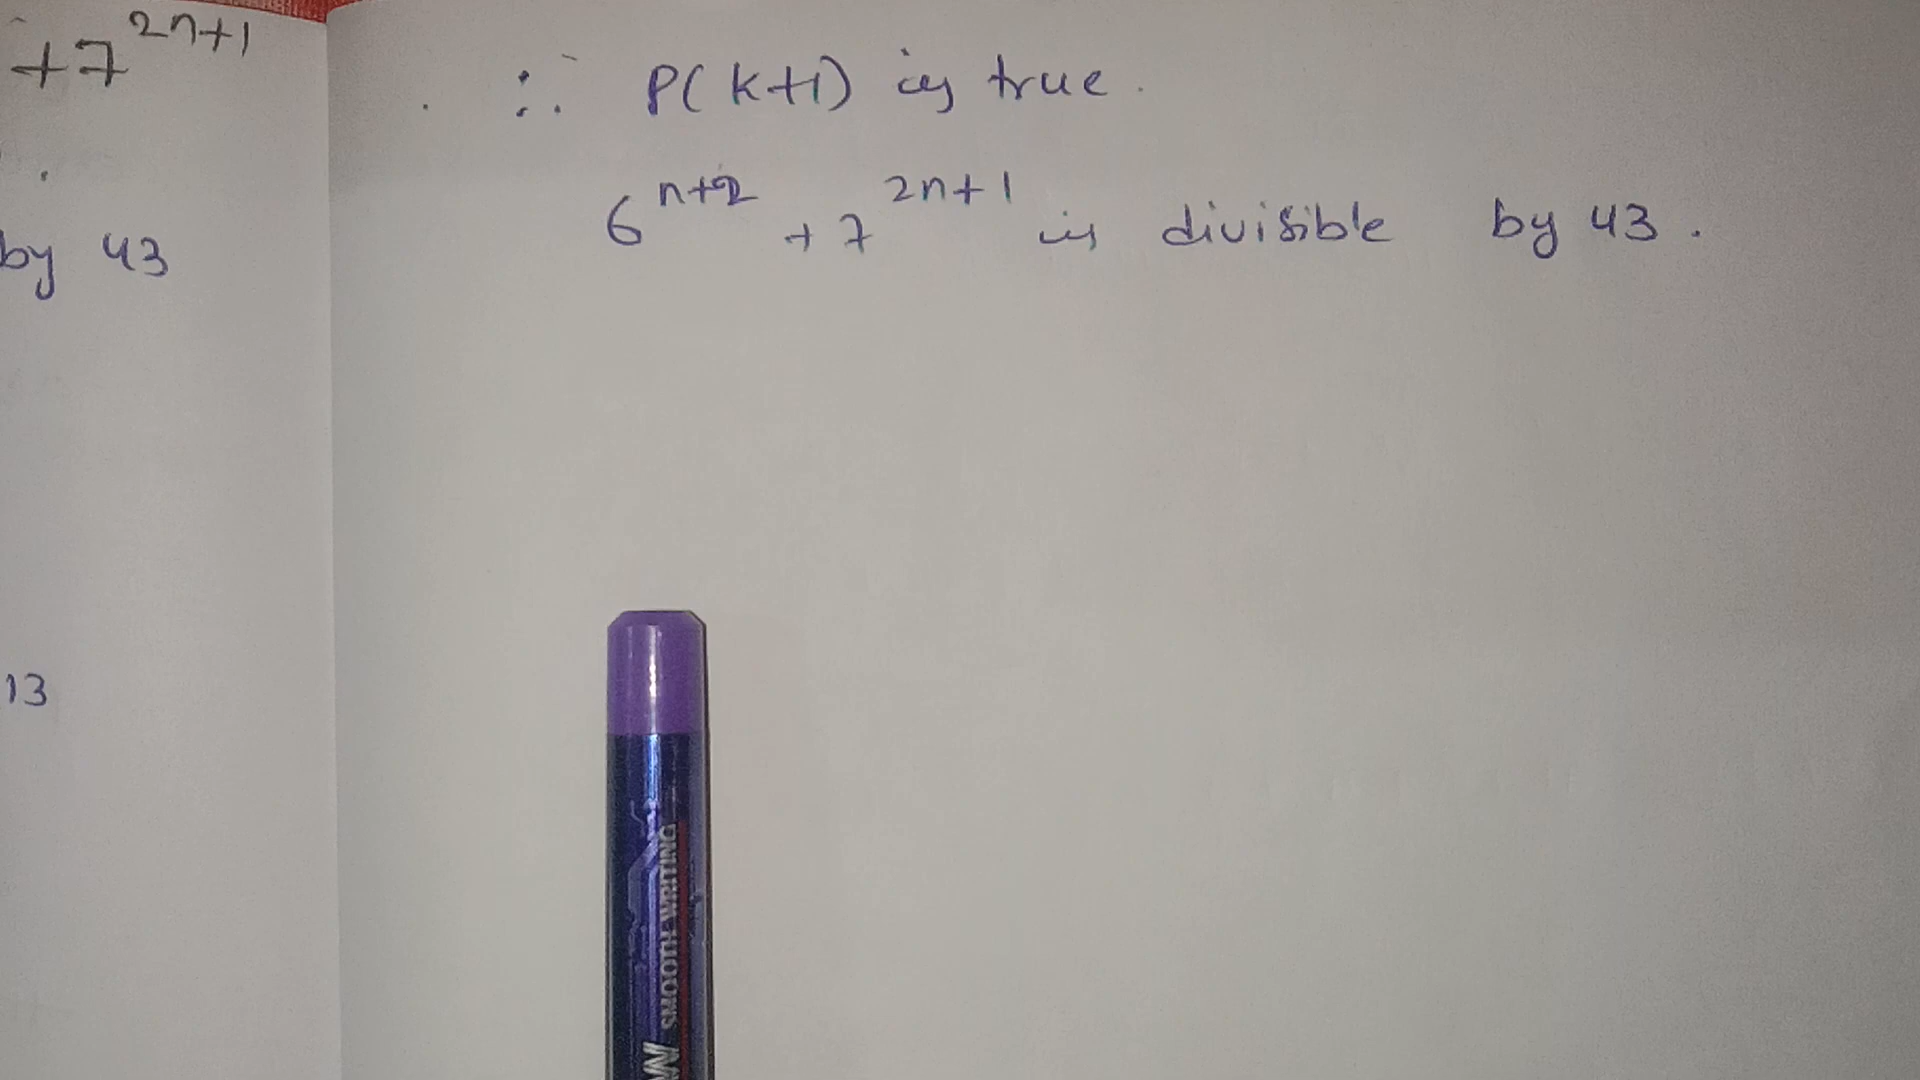 +7^{2n+1}
by 43
13
∴ P(k+1) is true.
6^{n+2} + 7^{2n+1} is divisible by 43.
SMOOTH WRITING